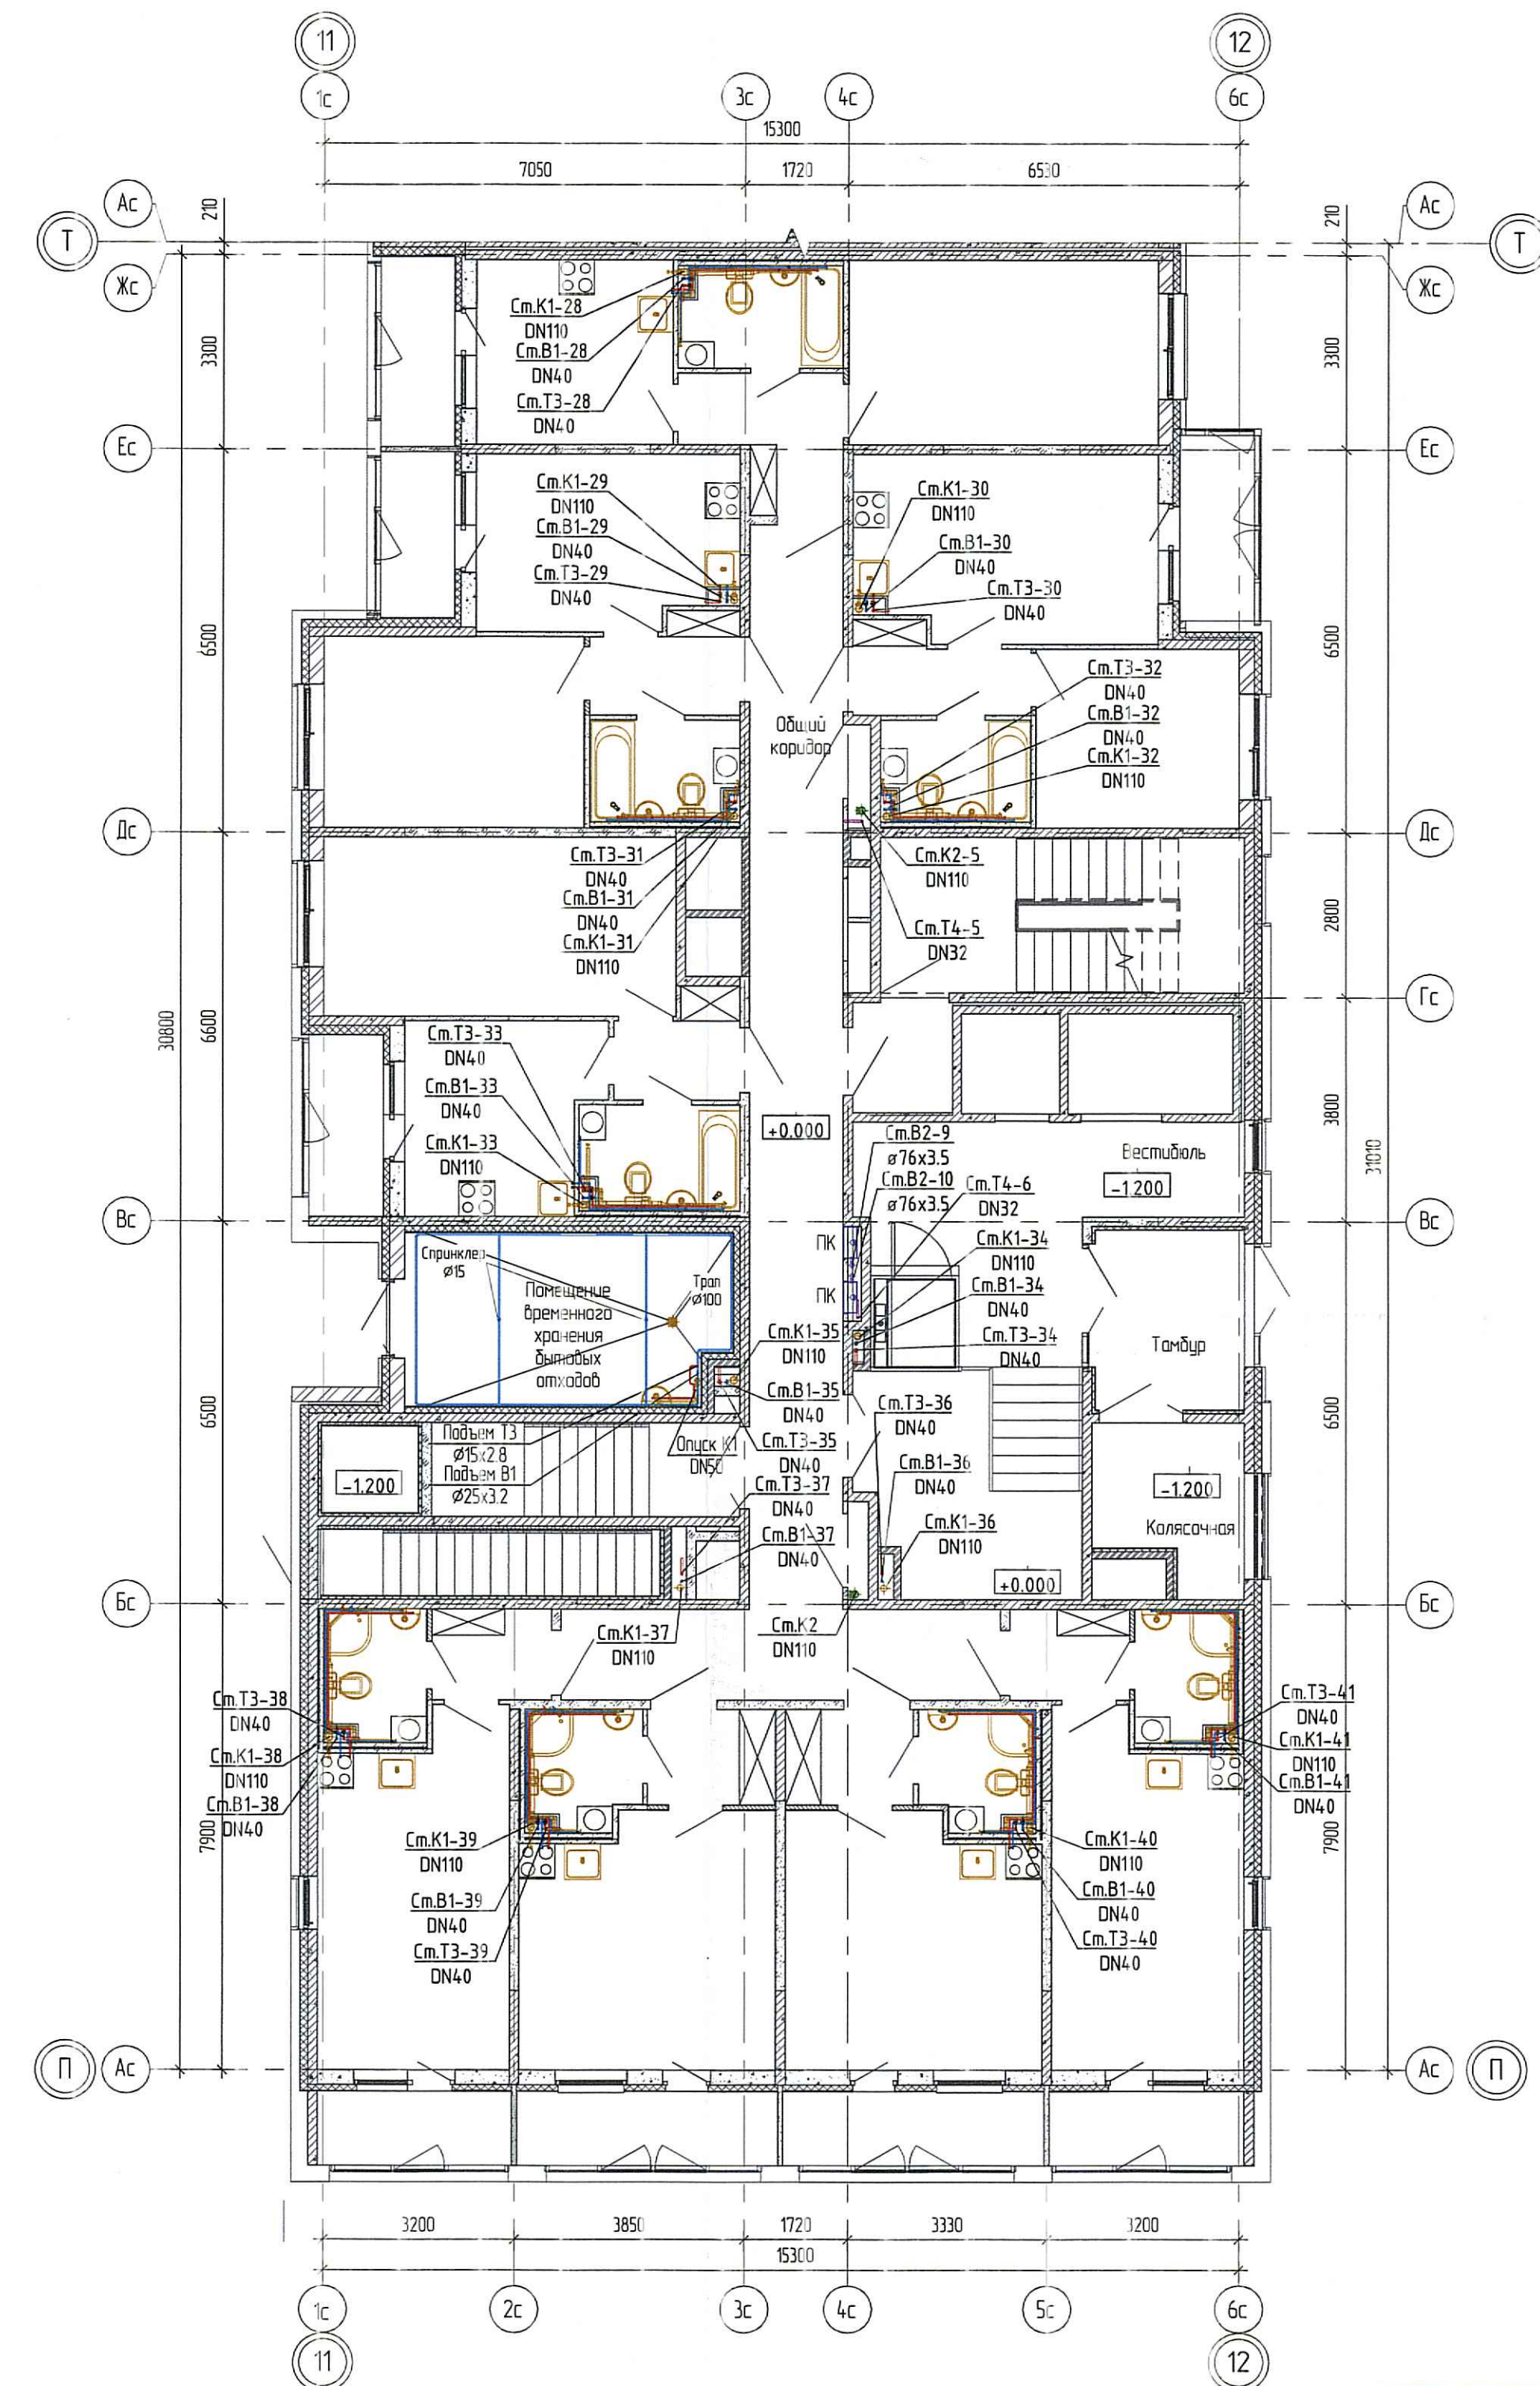 11
12
1с
3с
4с
6с
15300
7050
1720
6530
Ас
210
210
Ас
Т
Т
Жс
Жс
Ст.К1-28
DN110
Ст.В1-28
DN40
Ст.Т3-28
DN40
3300
3300
Ес
Ес
Ст.К1-29
DN110
Ст.В1-29
DN40
Ст.Т3-29
DN40
Ст.К1-30
DN110
Ст.В1-30
DN40
Ст.Т3-30
DN40
6500
6500
Ст.Т3-32
DN40
Ст.В1-32
DN40
Ст.К1-32
DN110
Общий
коридор
Дс
Дс
Ст.Т3-31
DN40
Ст.В1-31
DN40
Ст.К1-31
DN110
Ст.К2-5
DN110
Ст.Т4-5
DN32
2800
Гс
30800
6600
Ст.Т3-33
DN40
Ст.В1-33
DN40
Ст.К1-33
DN110
+0.000
3800
31010
Ст.В2-9
ø76х3.5
Ст.В2-10
ø76х3.5
Вестибюль
-1.200
Ст.Т4-6
DN32
Вс
Вс
Ст.К1-34
DN110
Ст.В1-34
DN40
Ст.Т3-34
DN40
ПК
ПК
Спринклер
Ø15
Трап
Ø100
Помещение
временного
хранения
бытовых
отходов
Тамбур
Ст.К1-35
DN110
Ст.В1-35
DN40
Ст.Т3-35
DN40
6500
6500
Ст.Т3-36
DN40
Ст.В1-36
DN40
Ст.К1-36
DN110
Подъем Т3
Ø15х2.8
Подъем В1
Ø25х3.2
Опуск К1
DN50
-1.200
-1.200
Ст.Т3-37
DN40
Ст.В1-37
DN40
Колясочная
+0.000
Бс
Бс
Ст.К1-37
DN110
Ст.К2
DN110
Ст.Т3-38
DN40
Ст.К1-38
DN110
Ст.В1-38
DN40
Ст.Т3-41
DN40
Ст.К1-41
DN110
Ст.В1-41
DN40
7900
7900
Ст.К1-39
DN110
Ст.В1-39
DN40
Ст.Т3-39
DN40
Ст.К1-40
DN110
Ст.В1-40
DN40
Ст.Т3-40
DN40
П
Ас
Ас
П
3200
3850
1720
3330
3200
15300
1с
2с
3с
4с
5с
6с
11
12